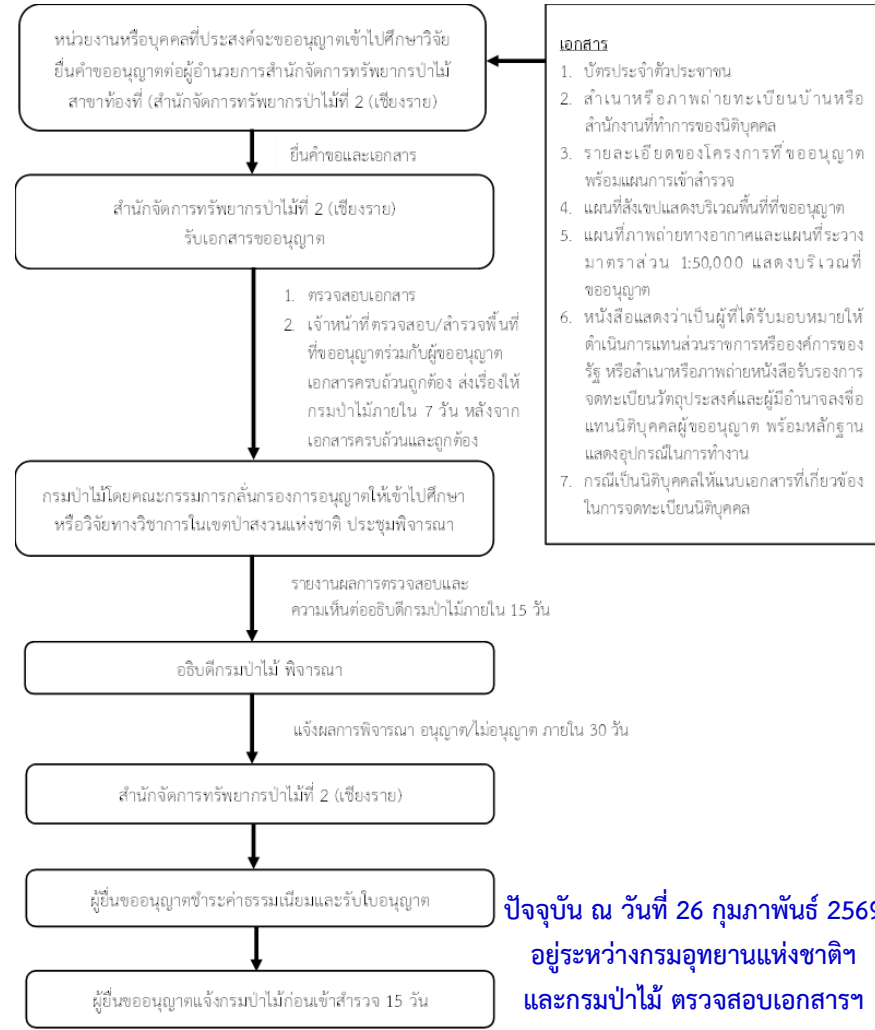 หน่วยงานหรือบุคคลที่ประสงค์จะขออนุญาตเข้าไปศึกษาวิจัย
ยื่นคำขออนุญาตต่อผู้อำนวยการสำนักจัดการทรัพยากรป่าไม้
สาขาท้องที่ (สำนักจัดการทรัพยากรป่าไม้ที่ 2 (เชียงราย)
ยื่นคำขอและเอกสาร
สำนักจัดการทรัพยากรป่าไม้ที่ 2 (เชียงราย)
รับเอกสารขออนุญาต
1. ตรวจสอบเอกสาร
2. เจ้าหน้าที่ตรวจสอบ/สำรวจพื้นที่
ที่ขออนุญาตร่วมกับผู้ขออนุญาต
เอกสารครบถ้วนถูกต้อง ส่งเรื่องให้
กรมป่าไม้ภายใน 7 วัน หลังจาก
เอกสารครบถ้วนและถูกต้อง
กรมป่าไม้โดยคณะกรรมการกลั่นกรองการอนุญาตให้เข้าไปศึกษา
หรือวิจัยทางวิชาการในเขตป่าสงวนแห่งชาติ ประชุมพิจารณา
รายงานผลการตรวจสอบและ
ความเห็นต่ออธิบดีกรมป่าไม้ภายใน 15 วัน
อธิบดีกรมป่าไม้ พิจารณา
แจ้งผลการพิจารณา อนุญาต/ไม่อนุญาต ภายใน 30 วัน
สำนักจัดการทรัพยากรป่าไม้ที่ 2 (เชียงราย)
ผู้ยื่นขออนุญาตชำระค่าธรรมเนียมและรับใบอนุญาต
ผู้ยื่นขออนุญาตแจ้งกรมป่าไม้ก่อนเข้าสำรวจ 15 วัน
เอกสาร
1. บัตรประจำตัวประชาชน
2. สำเนาหรือภาพถ่ายทะเบียนบ้านหรือ
สำนักงานที่ทำการของนิติบุคคล
3. รายละเอียดของโครงการที่ขออนุญาต
พร้อมแผนการเข้าสำรวจ
4. แผนที่สังเขปแสดงบริเวณพื้นที่ที่ขออนุญาต
5. แผนที่ภาพถ่ายทางอากาศและแผนที่ระวาง
มาตราส่วน 1:50,000 แสดงบริเวณที่
ขออนุญาต
6. หนังสือแสดงว่าเป็นผู้ที่ได้รับมอบหมายให้
ดำเนินการแทนส่วนราชการหรือองค์การของ
รัฐ หรือสำเนาหรือภาพถ่ายหนังสือรับรองการ
จดทะเบียนวัตถุประสงค์และผู้มีอำนาจลงชื่อ
แทนนิติบุคคลผู้ขออนุญาต พร้อมหลักฐาน
แสดงอุปกรณ์ในการทำงาน
7. กรณีเป็นนิติบุคคลให้แนบเอกสารที่เกี่ยวข้อง
ในการจดทะเบียนนิติบุคคล
ปัจจุบัน ณ วันที่ 26 กุมภาพันธ์ 2569
อยู่ระหว่างกรมอุทยานแห่งชาติฯ
และกรมป่าไม้ ตรวจสอบเอกสารฯ